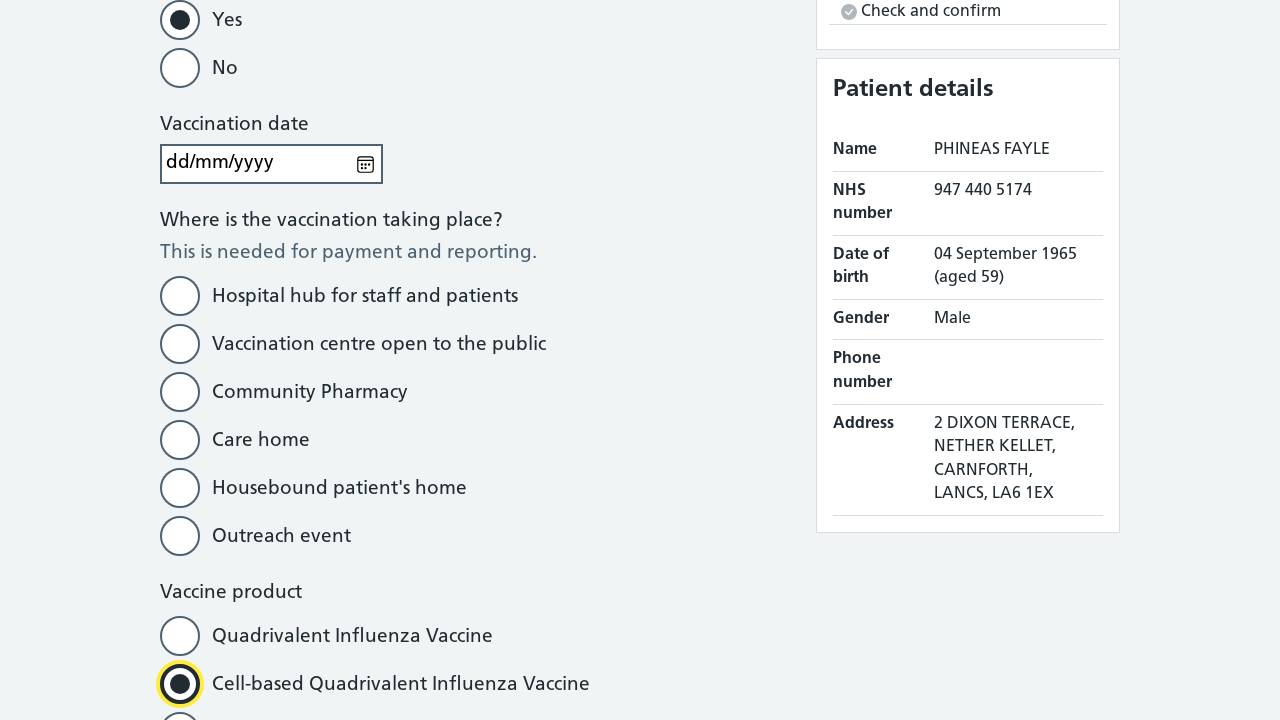 Yes
No
Vaccination date
dd/mm/yyyy
Where is the vaccination taking place?
This is needed for payment and reporting.
Hospital hub for staff and patients
Vaccination centre open to the public
Community Pharmacy
Care home
Housebound patient's home
Outreach event
Vaccine product
Quadrivalent Influenza Vaccine
Cell-based Quadrivalent Influenza Vaccine
Check and confirm
Patient details
Name PHINEAS FAYLE
NHS number 947 440 5174
Date of birth 04 September 1965 (aged 59)
Gender Male
Phone number
Address 2 DIXON TERRACE,
NETHER KELLET,
CARNFORTH,
LANCS, LA6 1EX